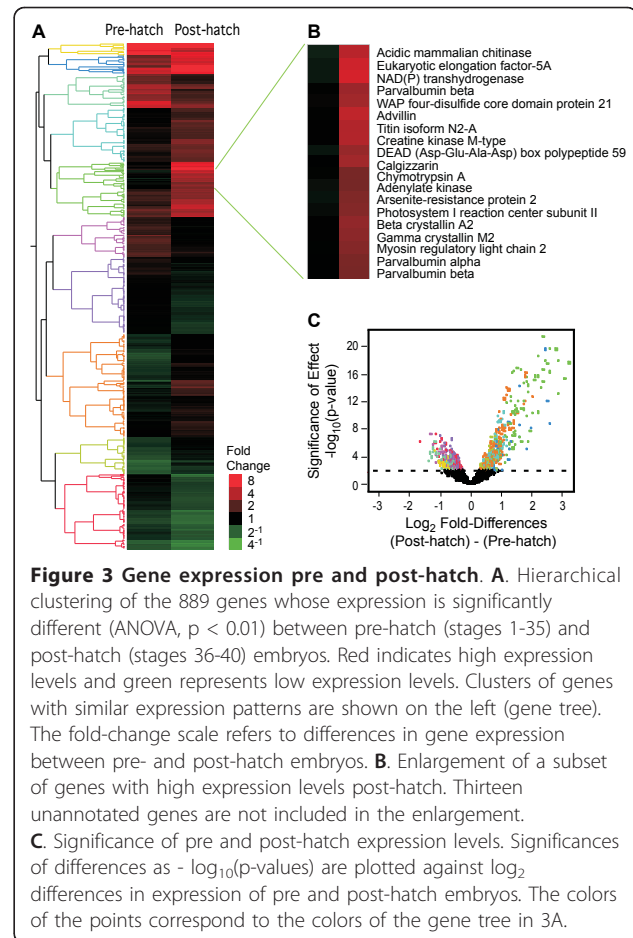 A
Pre-hatch Post-hatch
Fold
Change
8
4
2
1
2-1
4-1
B
Acidic mammalian chitinase
Eukaryotic elongation factor-5A
NAD(P) transhydrogenase
Parvalbumin beta
WAP four-disulfide core domain protein 21
Advillin
Titin isoform N2-A
Creatine kinase M-type
DEAD (Asp-Glu-Ala-Asp) box polypeptide 59
Calgizzarin
Chymotrypsin A
Adenylate kinase
Arsenite-resistance protein 2
Photosystem I reaction center subunit II
Beta crystallin A2
Gamma crystallin M2
Myosin regulatory light chain 2
Parvalbumin alpha
Parvalbumin beta
C
Significance of Effect
-log10(p-value)
20
16
12
8
4
0
-3 -2 -1 0 1 2 3
Log2 Fold-Differences
(Post-hatch) - (Pre-hatch)
Figure 3 Gene expression pre and post-hatch. A. Hierarchical
clustering of the 889 genes whose expression is significantly
different (ANOVA, p < 0.01) between pre-hatch (stages 1-35) and
post-hatch (stages 36-40) embryos. Red indicates high expression
levels and green represents low expression levels. Clusters of genes
with similar expression patterns are shown on the left (gene tree).
The fold-change scale refers to differences in gene expression
between pre- and post-hatch embryos. B. Enlargement of a subset
of genes with high expression levels post-hatch. Thirteen
unannotated genes are not included in the enlargement.
C. Significance of pre and post-hatch expression levels. Significances
of differences as - log10(p-values) are plotted against log2
differences in expression of pre and post-hatch embryos. The colors
of the points correspond to the colors of the gene tree in 3A.